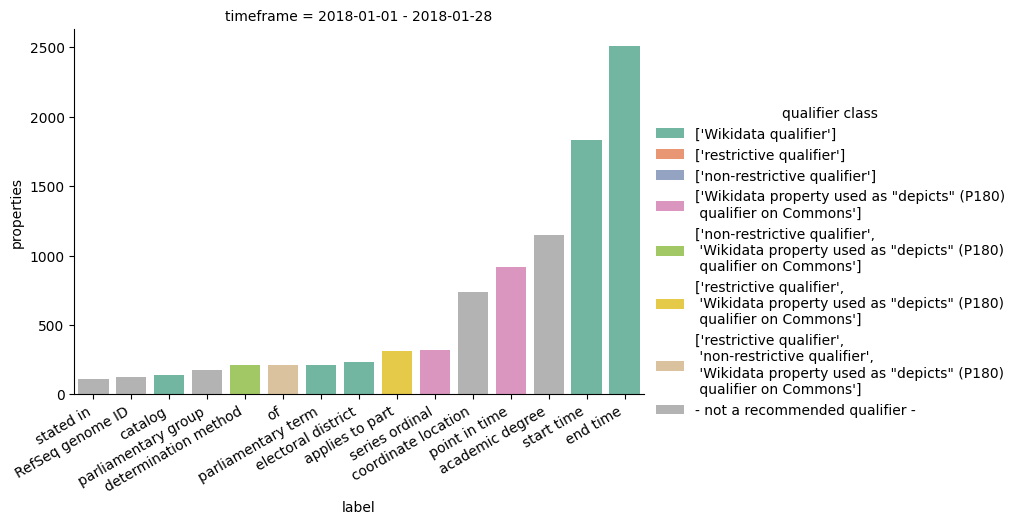 timeframe = 2018-01-01 - 2018-01-28
properties
2500
2000
1500
1000
500
0
stated in
RefSeq genome ID
catalog
parliamentary group
determination method
of
parliamentary term
electoral district
applies to part
series ordinal
coordinate location
point in time
academic degree
start time
end time
label
qualifier class
['Wikidata qualifier']
['restrictive qualifier']
['non-restrictive qualifier']
['Wikidata property used as "depicts" (P180)
qualifier on Commons']
['non-restrictive qualifier',
'Wikidata property used as "depicts" (P180)
qualifier on Commons']
['restrictive qualifier',
'Wikidata property used as "depicts" (P180)
qualifier on Commons']
['restrictive qualifier',
'non-restrictive qualifier',
'Wikidata property used as "depicts" (P180)
qualifier on Commons']
- not a recommended qualifier -